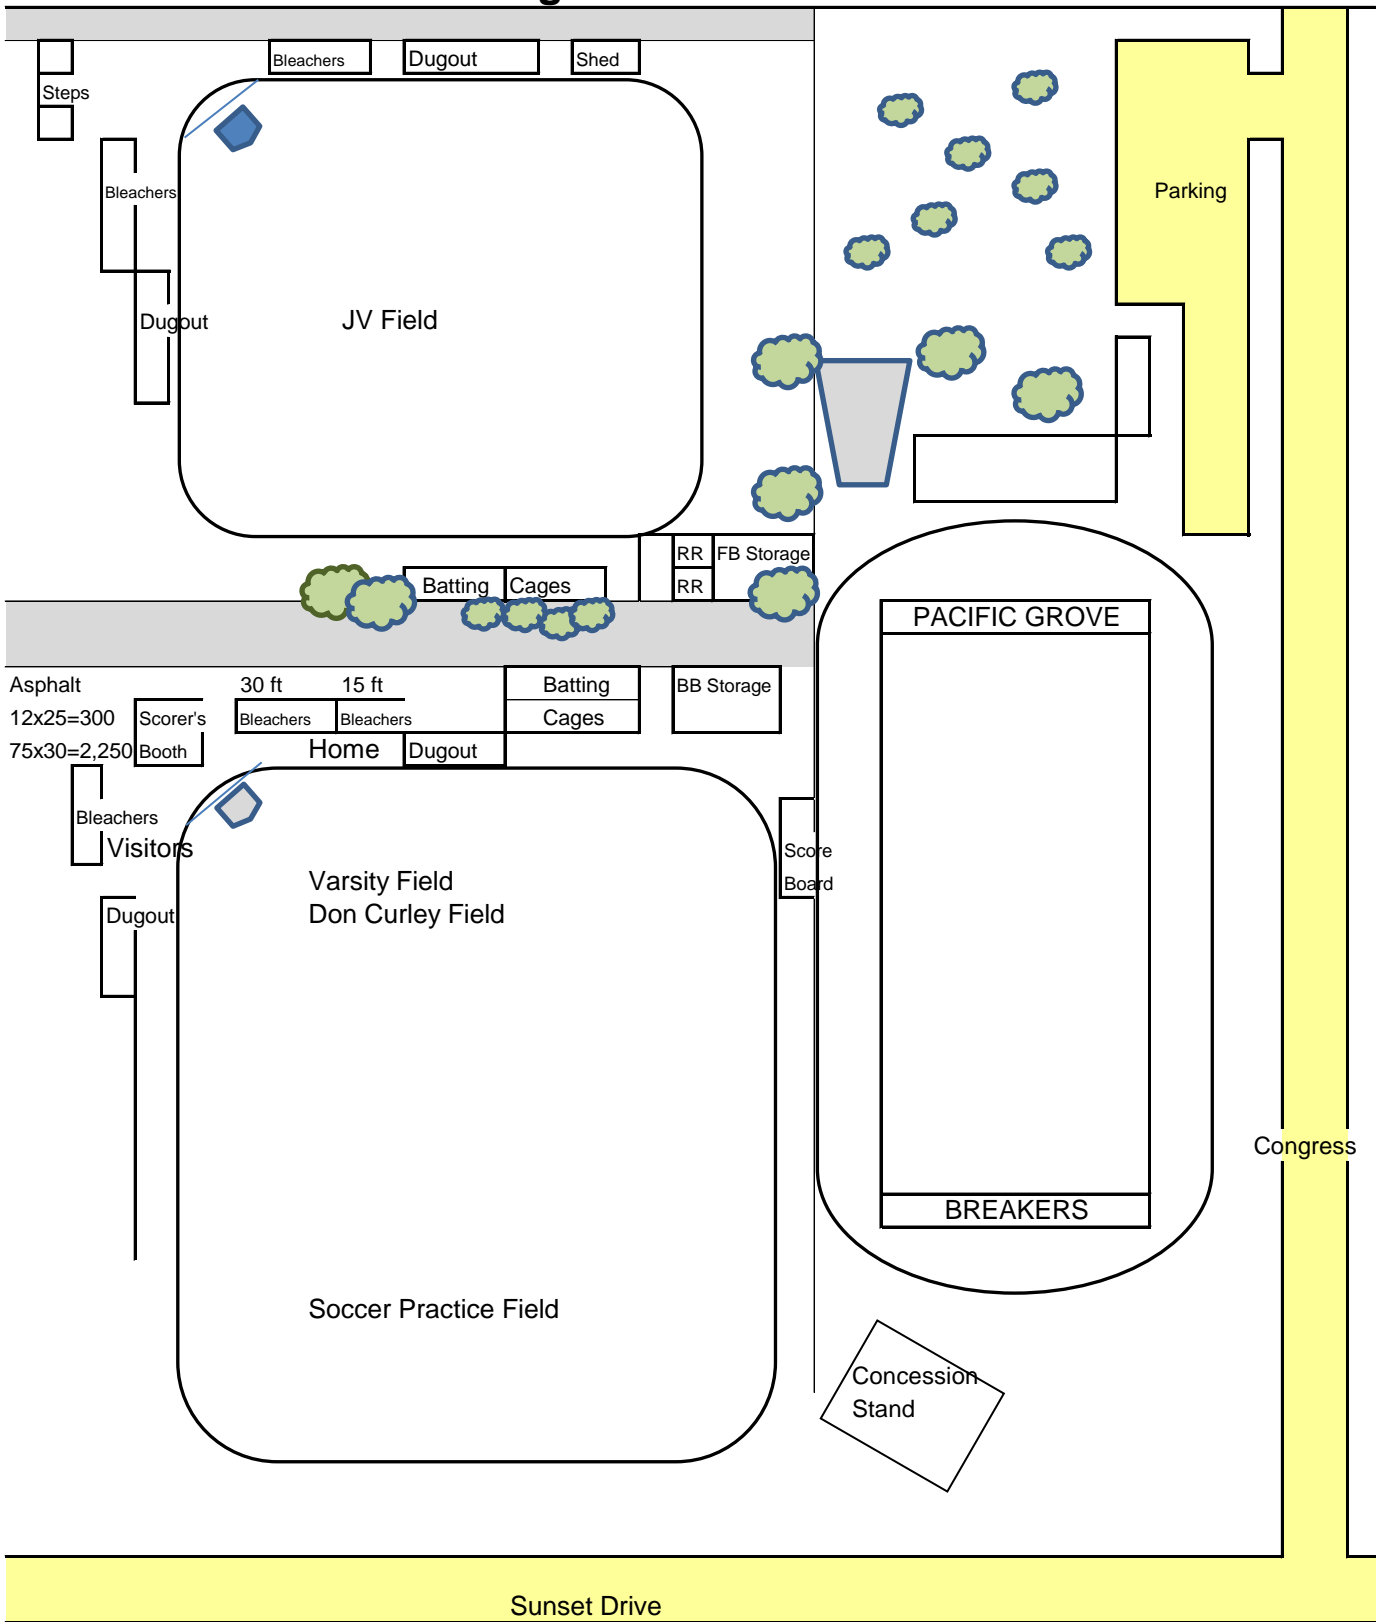 Bleachers
Dugout
Shed
Steps
Bleachers
Parking
Dugout
JV Field
RR
FB Storage
RR
Batting
Cages
PACIFIC GROVE
Asphalt
30 ft
15 ft
Batting
BB Storage
12x25=300
Scorer's
Bleachers
Bleachers
Cages
75x30=2,250
Booth
Home
Dugout
Bleachers
Visitors
Score
Board
Varsity Field
Don Curley Field
Dugout
Congress
BREAKERS
Soccer Practice Field
Concession
Stand
Sunset Drive